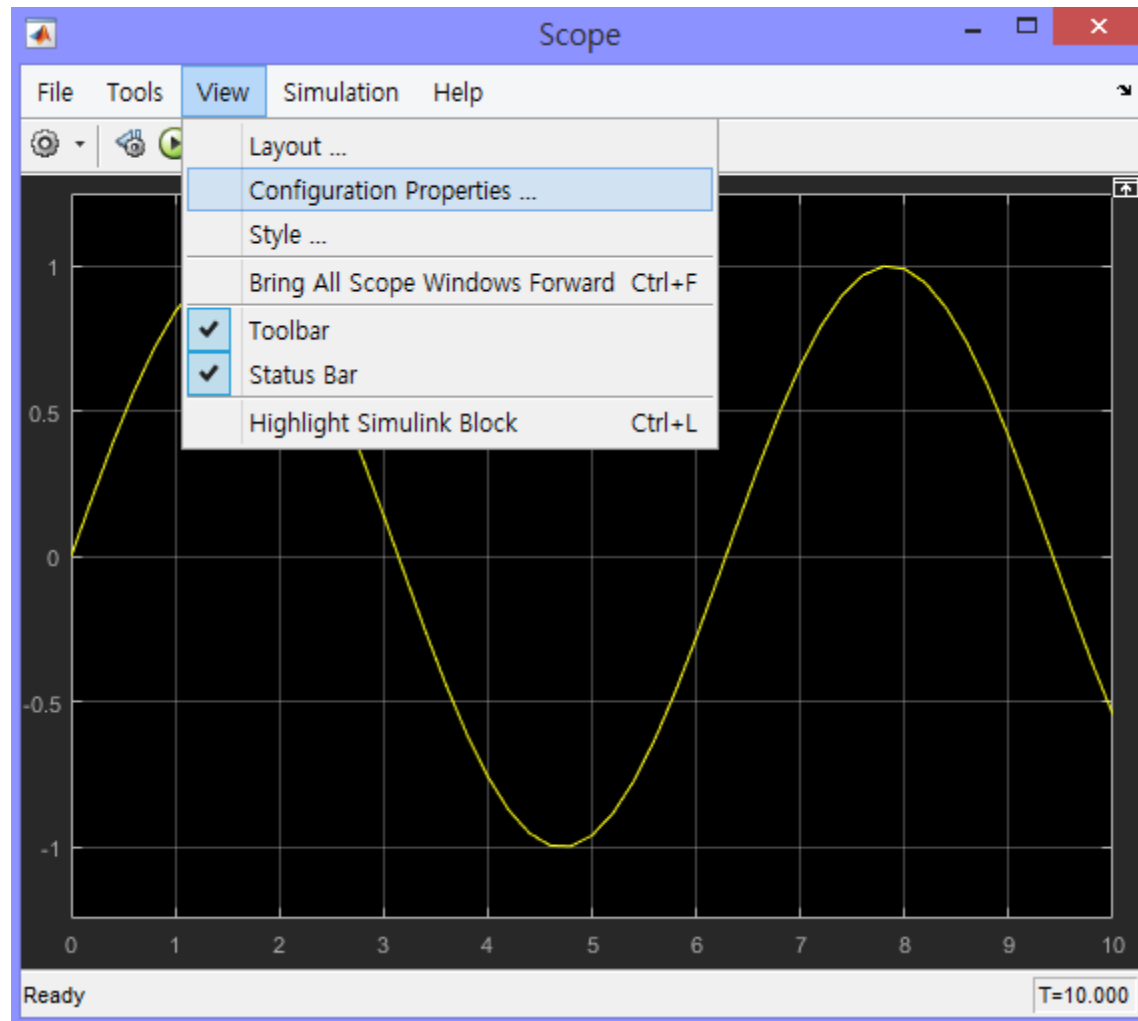 Scope
File Tools View Simulation Help
Layout ...
Configuration Properties ...
Style ...
Bring All Scope Windows Forward Ctrl+F
Toolbar
Status Bar
Highlight Simulink Block Ctrl+L
1
0.5
0
-0.5
-1
0 1 2 3 4 5 6 7 8 9 10
Ready T=10.000